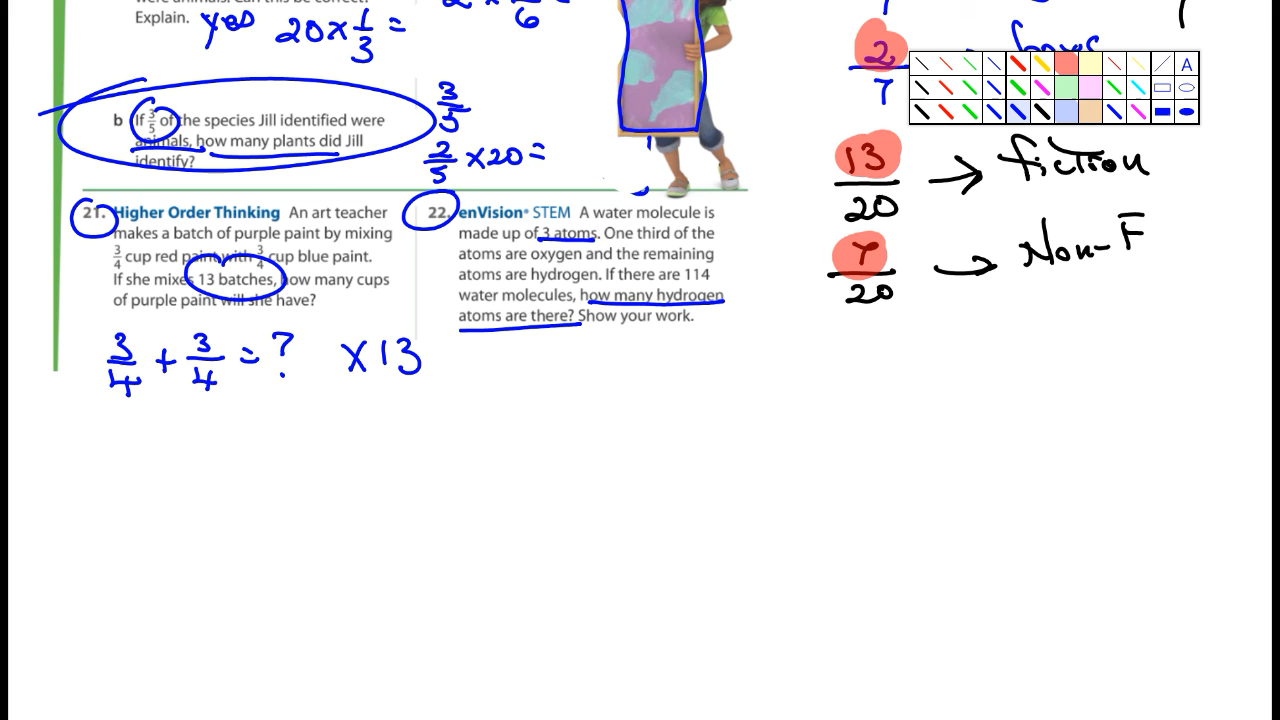 Explain.
yes 20 × 1/3 =
6
b If 3/5 of the species Jill identified were
animals, how many plants did Jill
identify?
3/5
2/5 × 20 =
21. Higher Order Thinking An art teacher
makes a batch of purple paint by mixing
3/4 cup red paint with 3/4 cup blue paint.
If she mixes 13 batches, how many cups
of purple paint will she have?
3/4 + 3/4 = ? × 13
22. enVision® STEM A water molecule is
made up of 3 atoms. One third of the
atoms are oxygen and the remaining
atoms are hydrogen. If there are 114
water molecules, how many hydrogen
atoms are there? Show your work.
2/7
A
13/20 → fiction
7/20 → Non-F